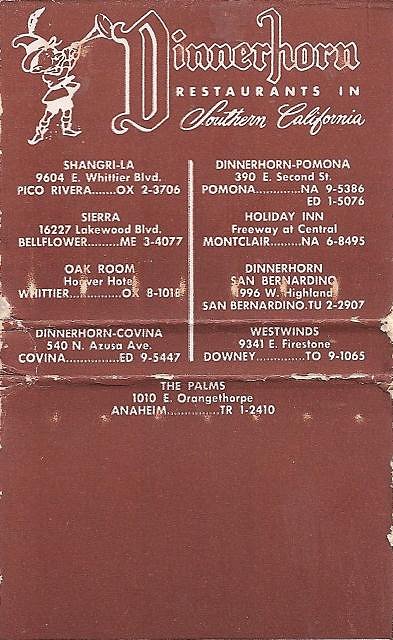 Dinnerhorn
RESTAURANTS IN
Southern California
SHANGRI-LA
9604 E. Whittier Blvd.
PICO RIVERA.......OX 2-3706
SIERRA
16227 Lakewood Blvd.
BELLFLOWER.........ME 3-4077
OAK ROOM
Hoover Hotel
WHITTIER.............OX 8-1018
DINNERHORN-COVINA
540 N. Azusa Ave.
COVINA..............ED 9-5447
DINNERHORN-POMONA
390 E. Second St.
POMONA.............NA 9-5386
ED 1-5076
HOLIDAY INN
Freeway at Central
MONTCLAIR.........NA 6-8495
DINNERHORN
SAN BERNARDINO
1996 W. Highland
SAN BERNARDINO.TU 2-2907
WESTWINDS
9341 E. Firestone
DOWNEY..............TO 9-1065
THE PALMS
1010 E. Orangethorpe
ANAHEIM...............TR 1-2410